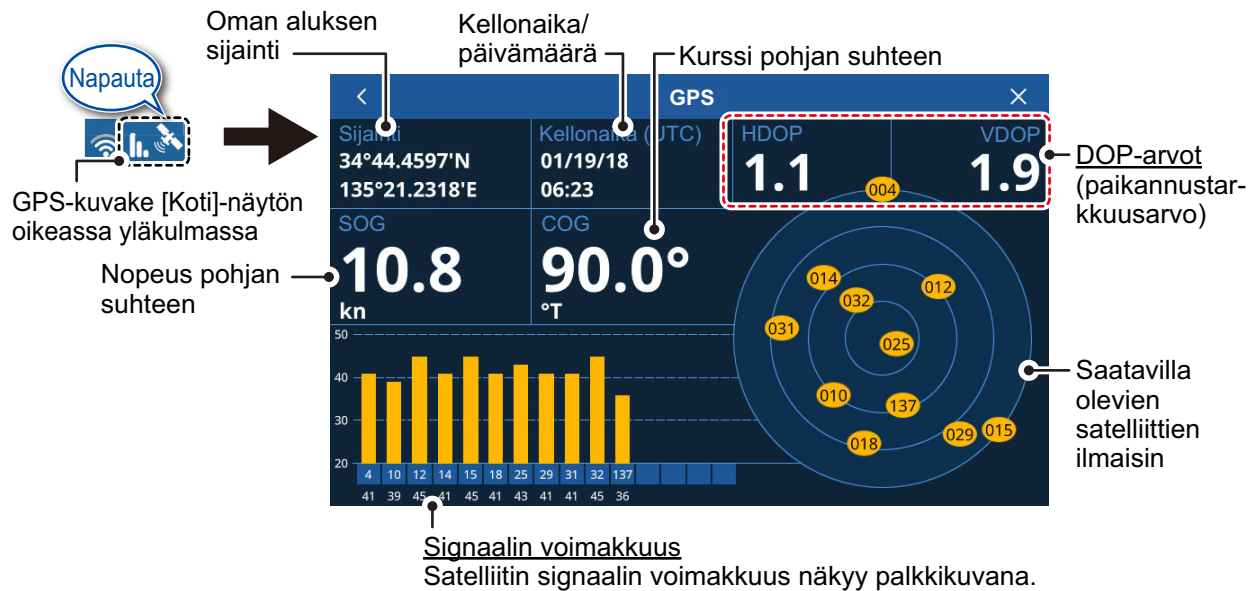 Oman aluksen
sijainti
Kellonaika/
päivämäärä
Kurssi pohjan suhteen
Napauta
GPS-kuvake [Koti]-näytön
oikeassa yläkulmassa
Nopeus pohjan
suhteen
GPS
Sijainti
34°44.4597'N
135°21.2318'E
Kellonaika (UTC)
01/19/18
06:23
HDOP
1.1
VDOP
1.9
DOP-arvot
(paikannustar-
kkuusarvo)
SOG
10.8
kn
COG
90.0°
°T
50
40
30
20
4 10 12 14 15 18 25 29 31 32 137
41 39 45 41 45 41 43 41 41 45 36
004
014
012
032
031
025
010
137
018
029
015
Saatavilla
olevien
satelliittien
ilmaisin
Signaalin voimakkuus
Satelliitin signaalin voimakkuus näkyy palkkikuvana.